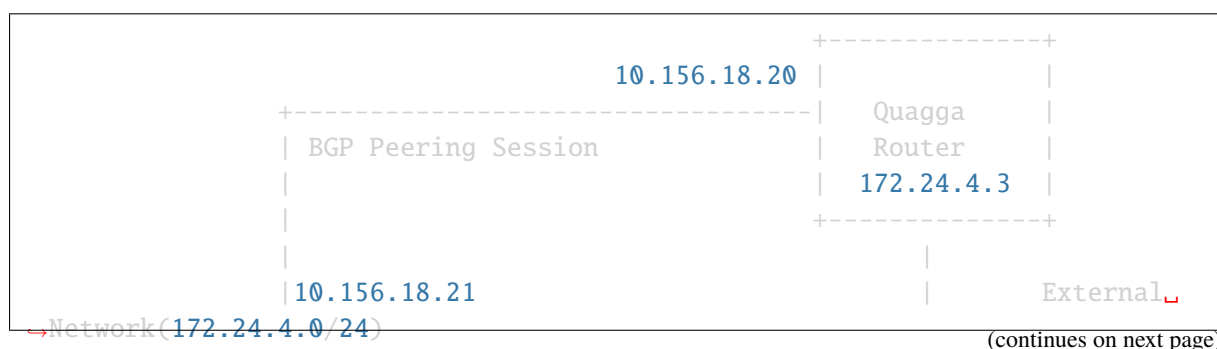 +--------------+
                                      10.156.18.20 |              |
                +----------------------------------|   Quagga     |
                | BGP Peering Session              |   Router     |
                |                                  |  172.24.4.3  |
                |                                  +--------------+
                |                                         |
                |10.156.18.21                             |       External␣
↪Network(172.24.4.0/24)
(continues on next page)